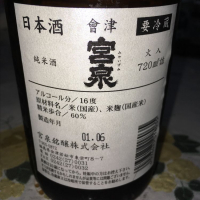 日本酒
會津
要冷蔵
純米酒
宮泉
火入
720ml詰
アルコール分／16度
原材料名／米(国産)、米麹(国産米)
精米歩合／60%
製造年月
01.06
宮泉銘醸株式会社